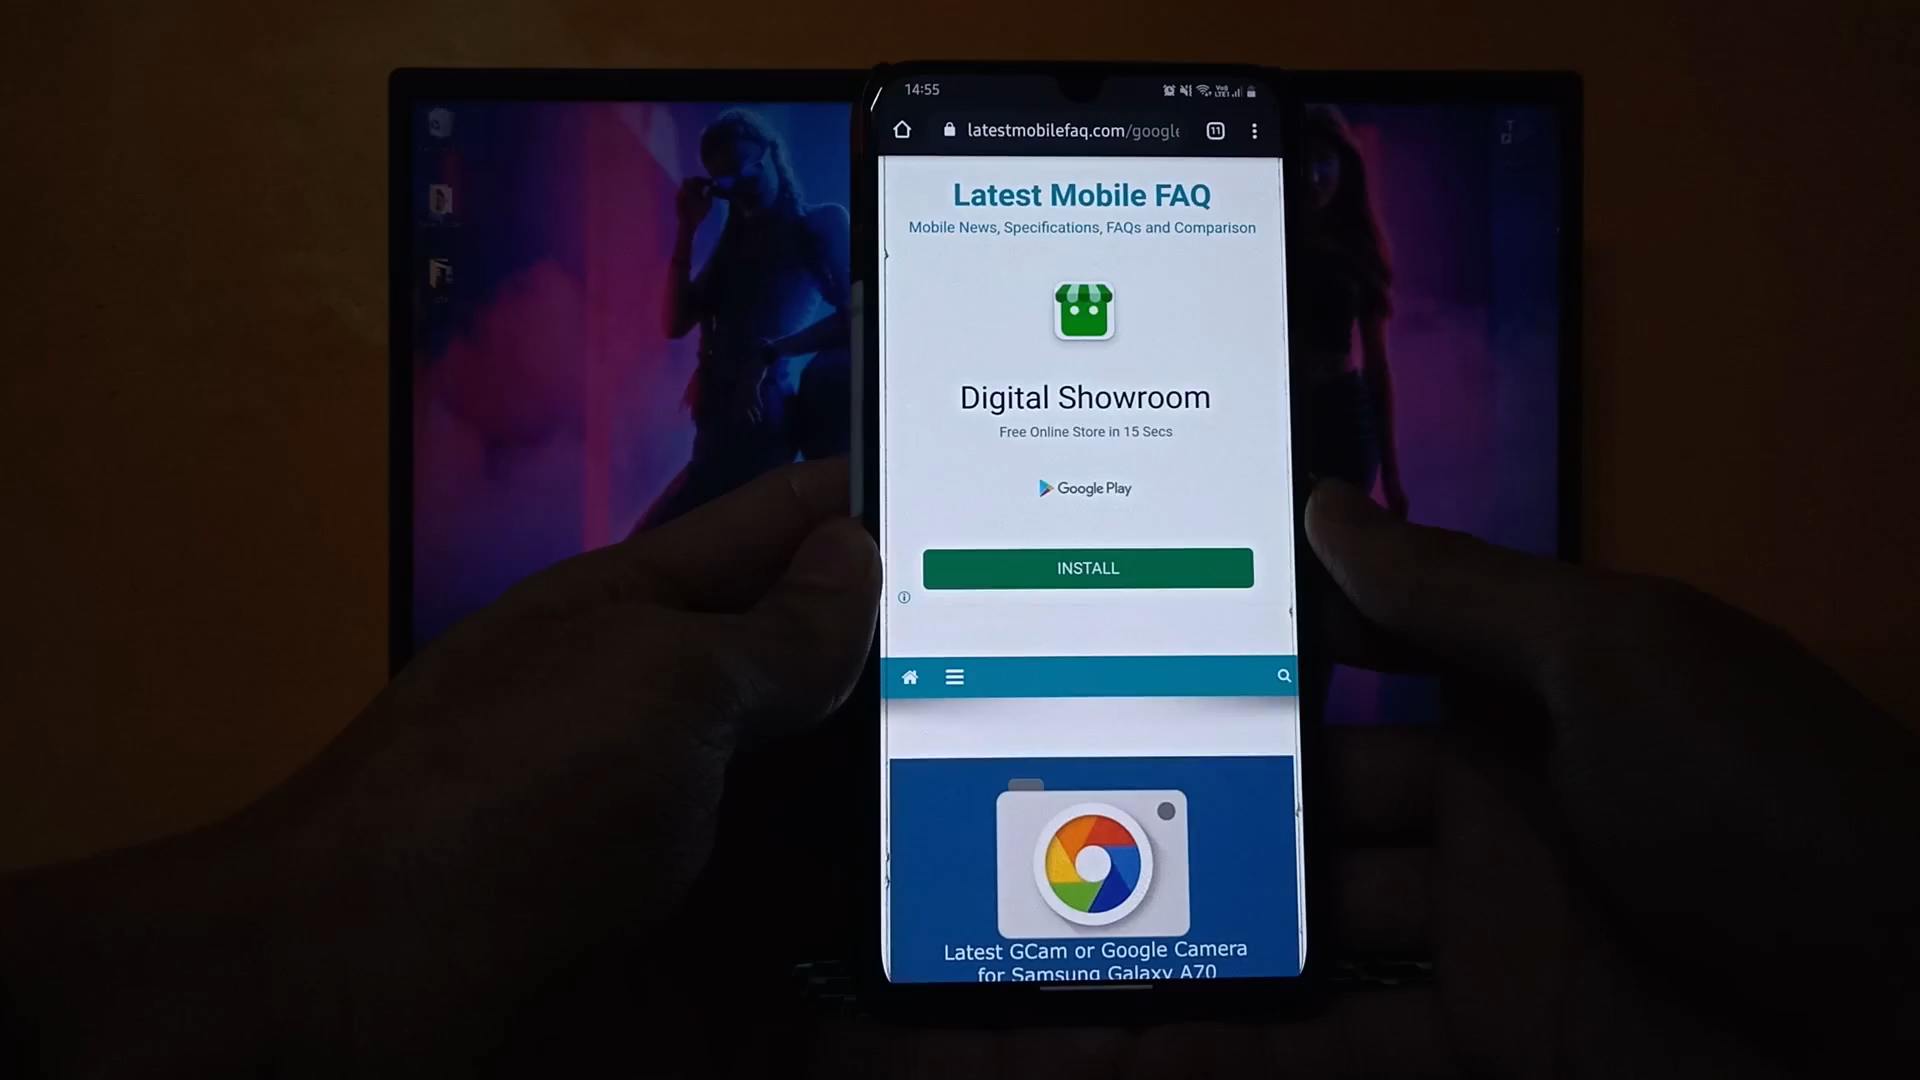 14:55
latestmobilefaq.com/google
11
Latest Mobile FAQ
Mobile News, Specifications, FAQs and Comparison
Digital Showroom
Free Online Store in 15 Secs
Google Play
INSTALL
Latest GCam or Google Camera
for Samsung Galaxy A70